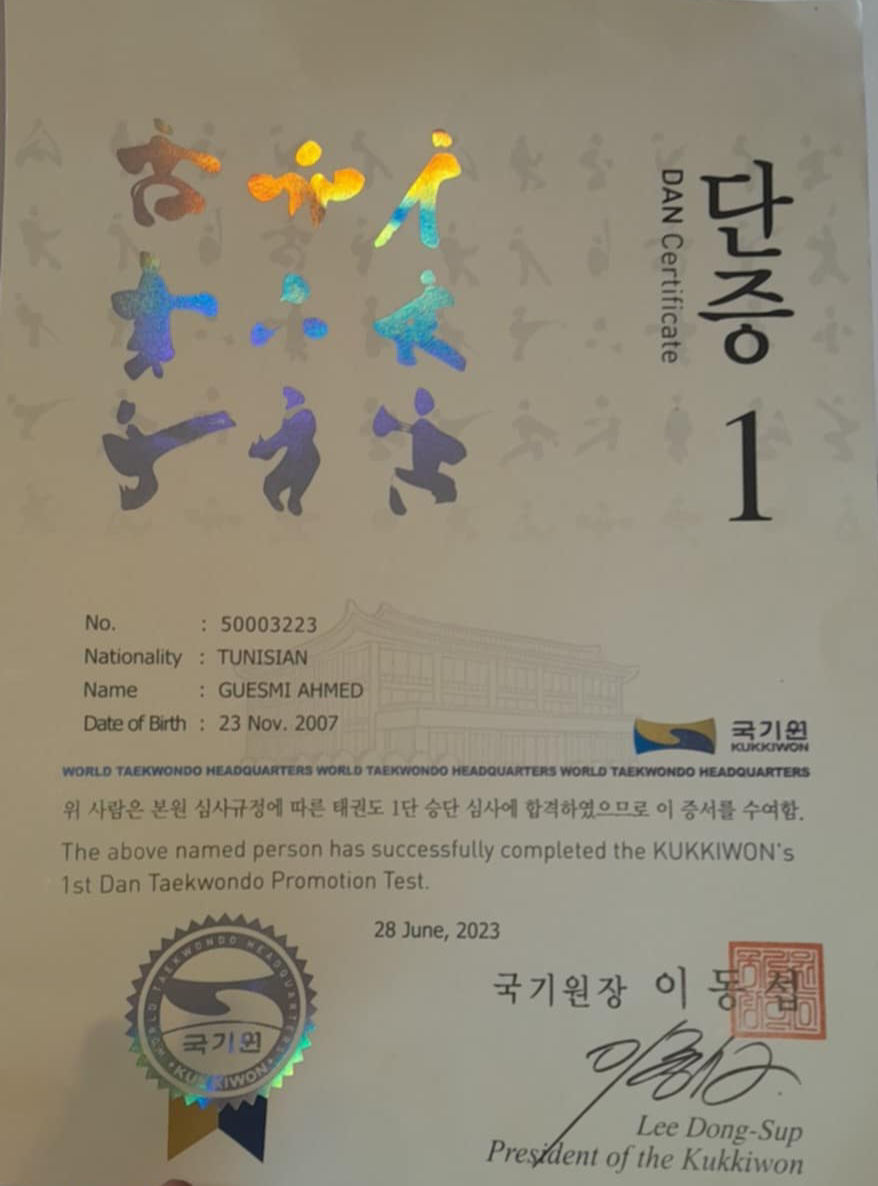 단증
DAN Certificate
1
No. : 50003223
Nationality : TUNISIAN
Name : GUESMI AHMED
Date of Birth : 23 Nov. 2007
국기원
KUKKIWON
WORLD TAEKWONDO HEADQUARTERS WORLD TAEKWONDO HEADQUARTERS WORLD TAEKWONDO HEADQUARTERS
위 사람은 본원 심사규정에 따른 태권도 1단 승단 심사에 합격하였으므로 이 증서를 수여함.
The above named person has successfully completed the KUKKIWON's
1st Dan Taekwondo Promotion Test.
28 June, 2023
WORLD TAEKWONDO HEADQUARTERS
국기원
KUKKIWON
국기원장 이동섭
Lee Dong-Sup
President of the Kukkiwon